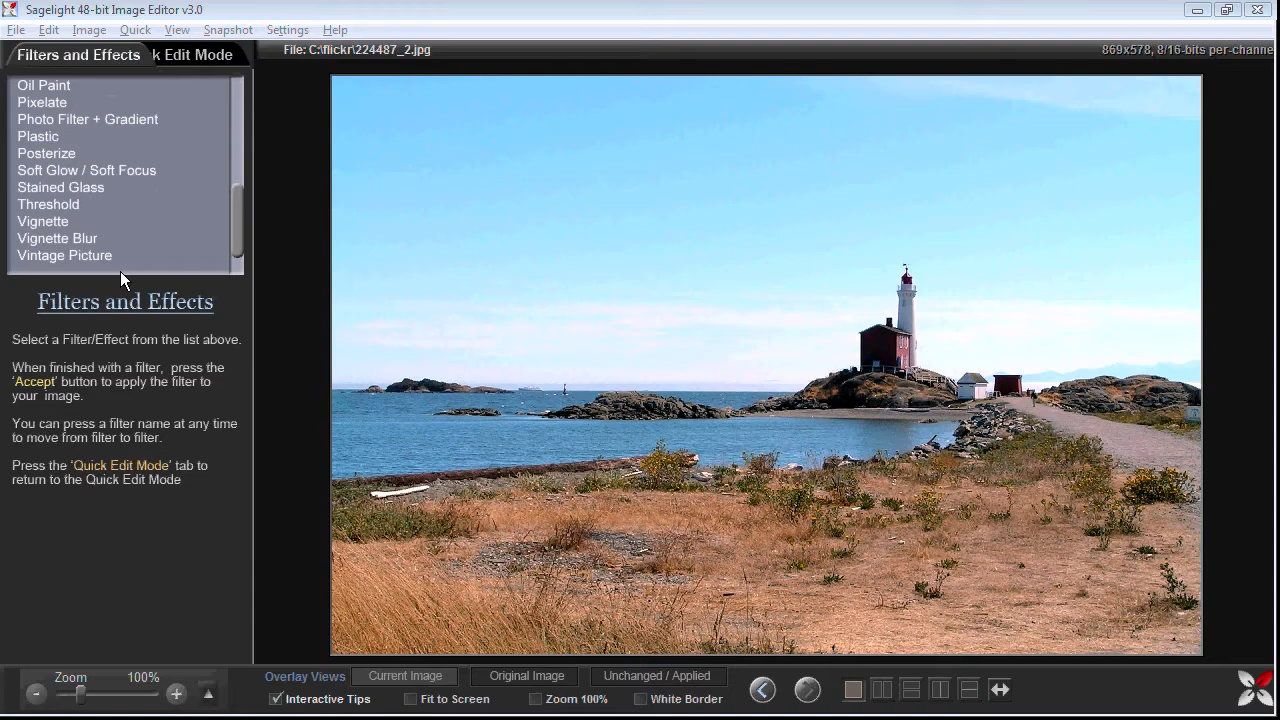 Sagelight 48-bit Image Editor v3.0
File Edit Image Quick View Snapshot Settings Help
Filters and Effects k Edit Mode
File: C:\flickr\224487_2.jpg
869x578, 8/16-bits per-channe
Oil Paint
Pixelate
Photo Filter + Gradient
Plastic
Posterize
Soft Glow / Soft Focus
Stained Glass
Threshold
Vignette
Vignette Blur
Vintage Picture
Filters and Effects
Select a Filter/Effect from the list above.
When finished with a filter, press the
'Accept' button to apply the filter to
your image.
You can press a filter name at any time
to move from filter to filter.
Press the 'Quick Edit Mode' tab to
return to the Quick Edit Mode
Zoom 100%
Overlay Views Current Image Original Image Unchanged / Applied
Interactive Tips Fit to Screen Zoom 100% White Border